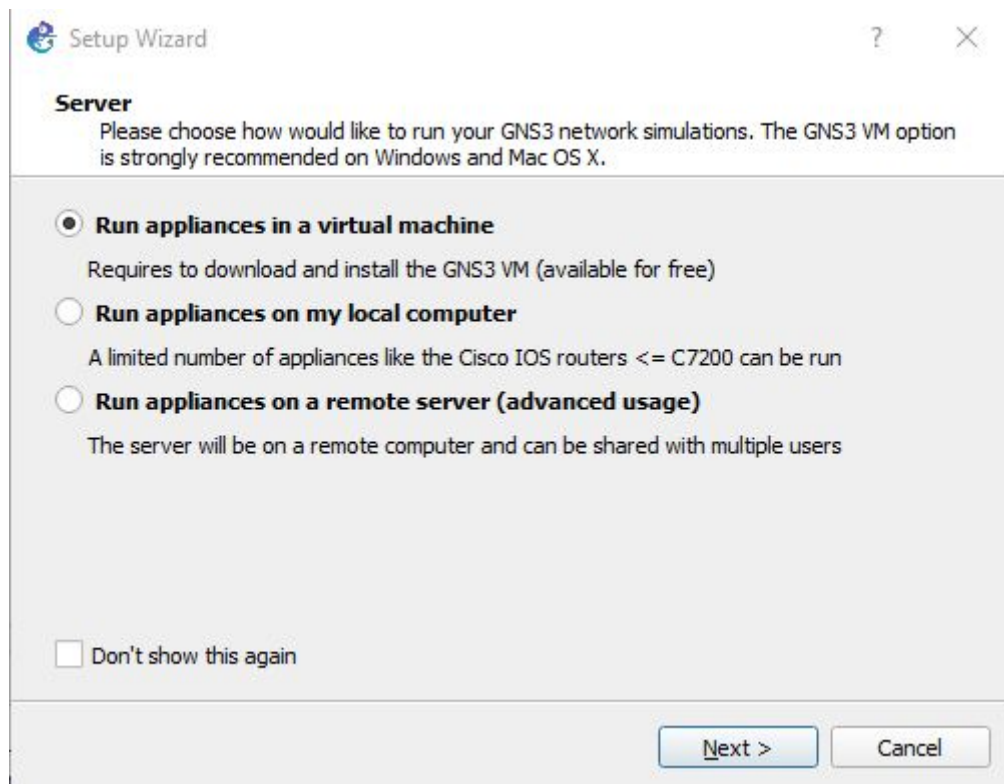 Setup Wizard
Server
Please choose how would like to run your GNS3 network simulations. The GNS3 VM option
is strongly recommended on Windows and Mac OS X.
Run appliances in a virtual machine
Requires to download and install the GNS3 VM (available for free)
Run appliances on my local computer
A limited number of appliances like the Cisco IOS routers <= C7200 can be run
Run appliances on a remote server (advanced usage)
The server will be on a remote computer and can be shared with multiple users
Don't show this again
Next > Cancel